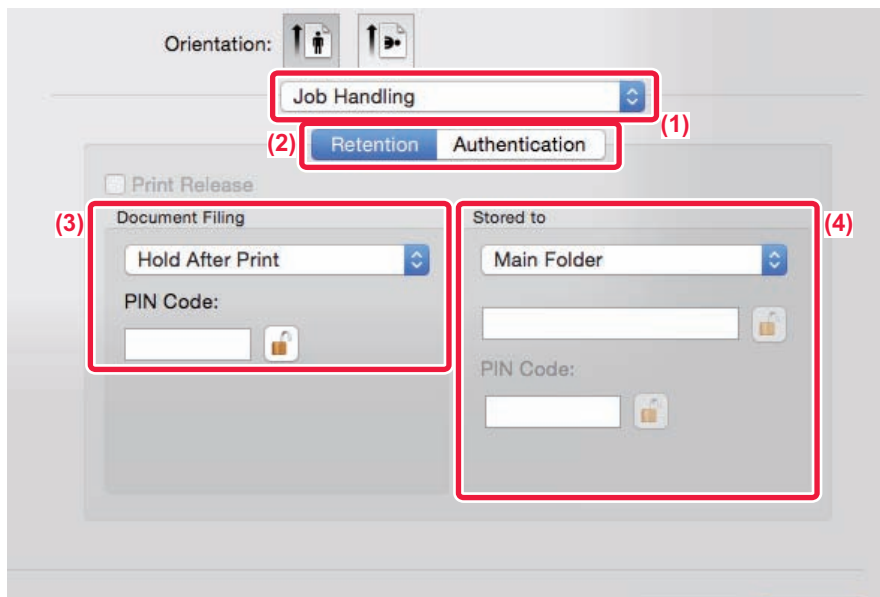 Orientation:
Job Handling
(1)
(2) Retention Authentication
Print Release
(3) Document Filing
Stored to (4)
Hold After Print
Main Folder
PIN Code:
PIN Code: